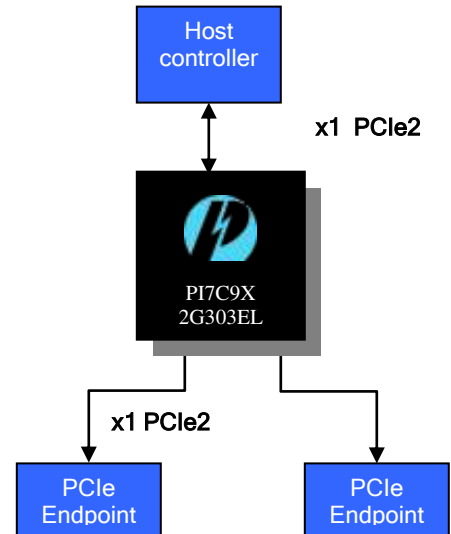 Host
controller
x1 PCIe2
PI7C9X
2G303EL
x1 PCIe2
PCIe
Endpoint
PCIe
Endpoint